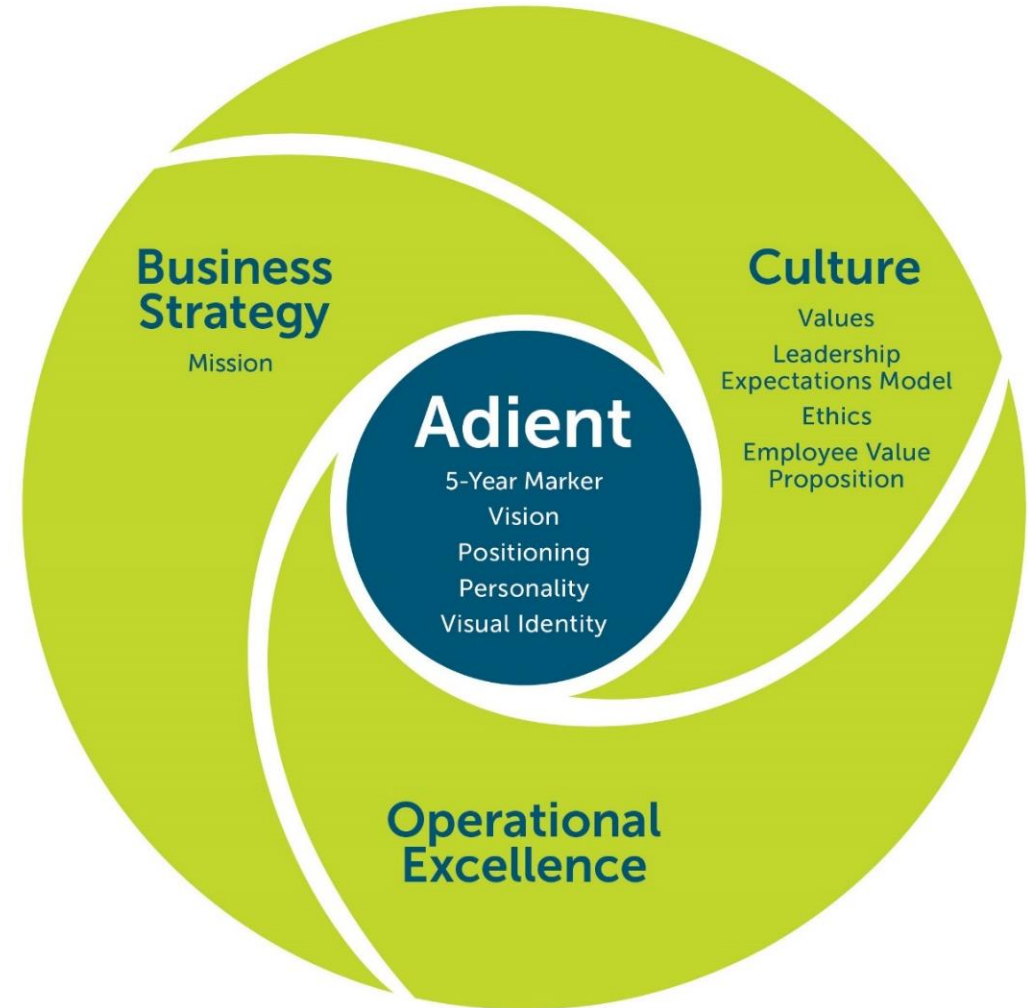 Business
Strategy
Mission
Culture
Values
Leadership
Expectations Model
Ethics
Employee Value
Proposition
Adient
5-Year Marker
Vision
Positioning
Personality
Visual Identity
Operational
Excellence